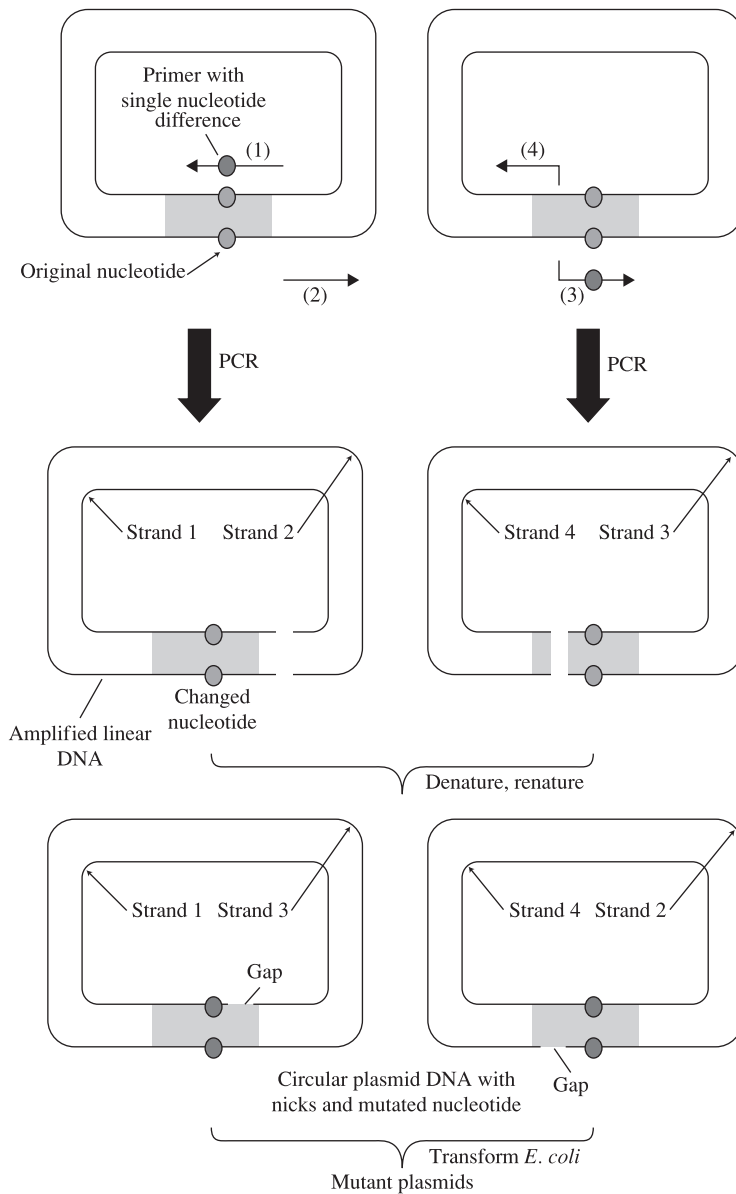 Primer with
single nucleotide
difference
(1)
(4)
Original nucleotide
(2)
(3)
PCR
PCR
Strand 1
Strand 2
Strand 4
Strand 3
Changed
nucleotide
Amplified linear
DNA
Denature, renature
Strand 1
Strand 3
Strand 4
Strand 2
Gap
Gap
Circular plasmid DNA with
nicks and mutated nucleotide
Transform E. coli
Mutant plasmids